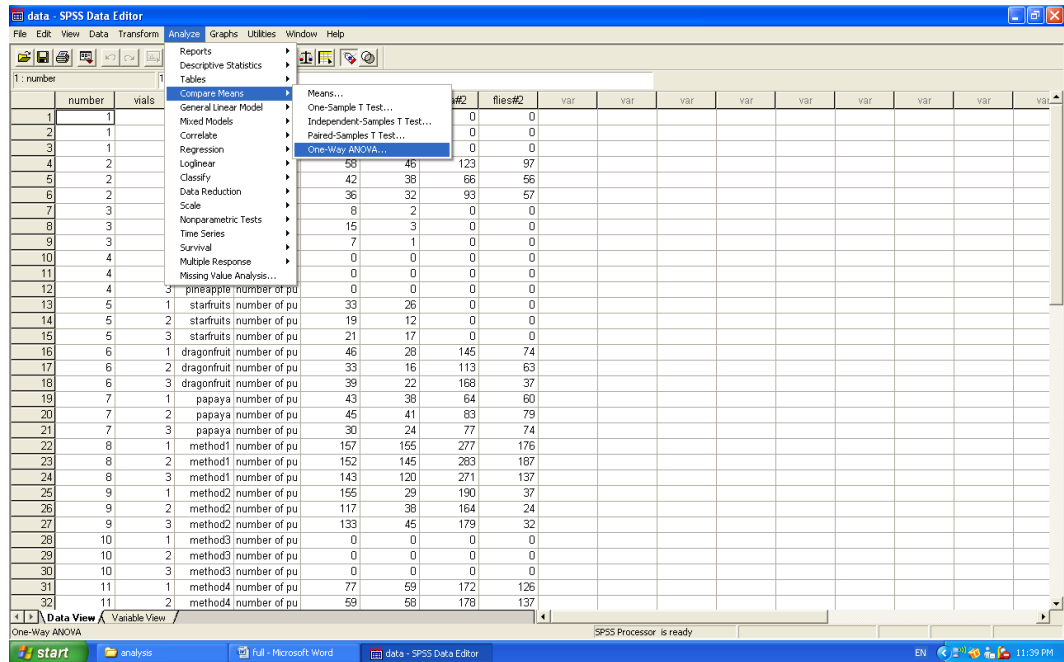 data - SPSS Data Editor
File Edit View Data Transform Analyze Graphs Utilities Window Help
1 : number 1
Reports
Descriptive Statistics
Tables
Compare Means
General Linear Model
Mixed Models
Correlate
Regression
Loglinear
Classify
Data Reduction
Scale
Nonparametric Tests
Time Series
Survival
Multiple Response
Missing Value Analysis...
Means...
One-Sample T Test...
Independent-Samples T Test...
Paired-Samples T Test...
One-Way ANOVA...
number vials #2 flies#2 var var var var var var var var var
1 1 0 0
2 1 0 0
3 1 0 0
4 2 58 46 123 97
5 2 42 38 66 56
6 2 36 32 93 57
7 3 8 2 0 0
8 3 15 3 0 0
9 3 7 1 0 0
10 4 0 0 0 0
11 4 0 0 0 0
12 4 3 pineapple number of pu 0 0 0 0
13 5 1 starfruits number of pu 33 26 0 0
14 5 2 starfruits number of pu 19 12 0 0
15 5 3 starfruits number of pu 21 17 0 0
16 6 1 dragonfruit number of pu 46 28 145 74
17 6 2 dragonfruit number of pu 33 16 113 63
18 6 3 dragonfruit number of pu 39 22 168 37
19 7 1 papaya number of pu 43 38 64 60
20 7 2 papaya number of pu 45 41 83 79
21 7 3 papaya number of pu 30 24 77 74
22 8 1 method1 number of pu 157 155 277 176
23 8 2 method1 number of pu 152 145 283 187
24 8 3 method1 number of pu 143 120 271 137
25 9 1 method2 number of pu 155 29 190 37
26 9 2 method2 number of pu 117 38 164 24
27 9 3 method2 number of pu 133 45 179 32
28 10 1 method3 number of pu 0 0 0 0
29 10 2 method3 number of pu 0 0 0 0
30 10 3 method3 number of pu 0 0 0 0
31 11 1 method4 number of pu 77 59 172 126
32 11 2 method4 number of pu 59 58 178 137
Data View Variable View
One-Way ANOVA SPSS Processor is ready
start analysis full - Microsoft Word data - SPSS Data Editor EN 11:39 PM